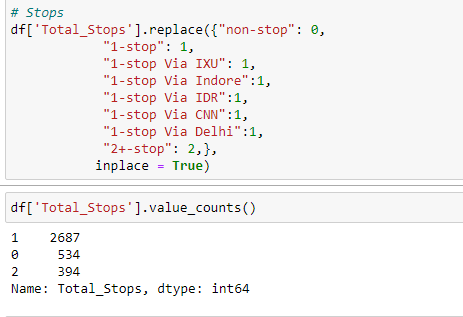 # Stops
df['Total_Stops'].replace({"non-stop": 0,
"1-stop": 1,
"1-stop Via IXU": 1,
"1-stop Via Indore":1,
"1-stop Via IDR":1,
"1-stop Via CNN":1,
"1-stop Via Delhi":1,
"2+-stop": 2,},
inplace = True)
df['Total_Stops'].value_counts()
1    2687
0     534
2     394
Name: Total_Stops, dtype: int64